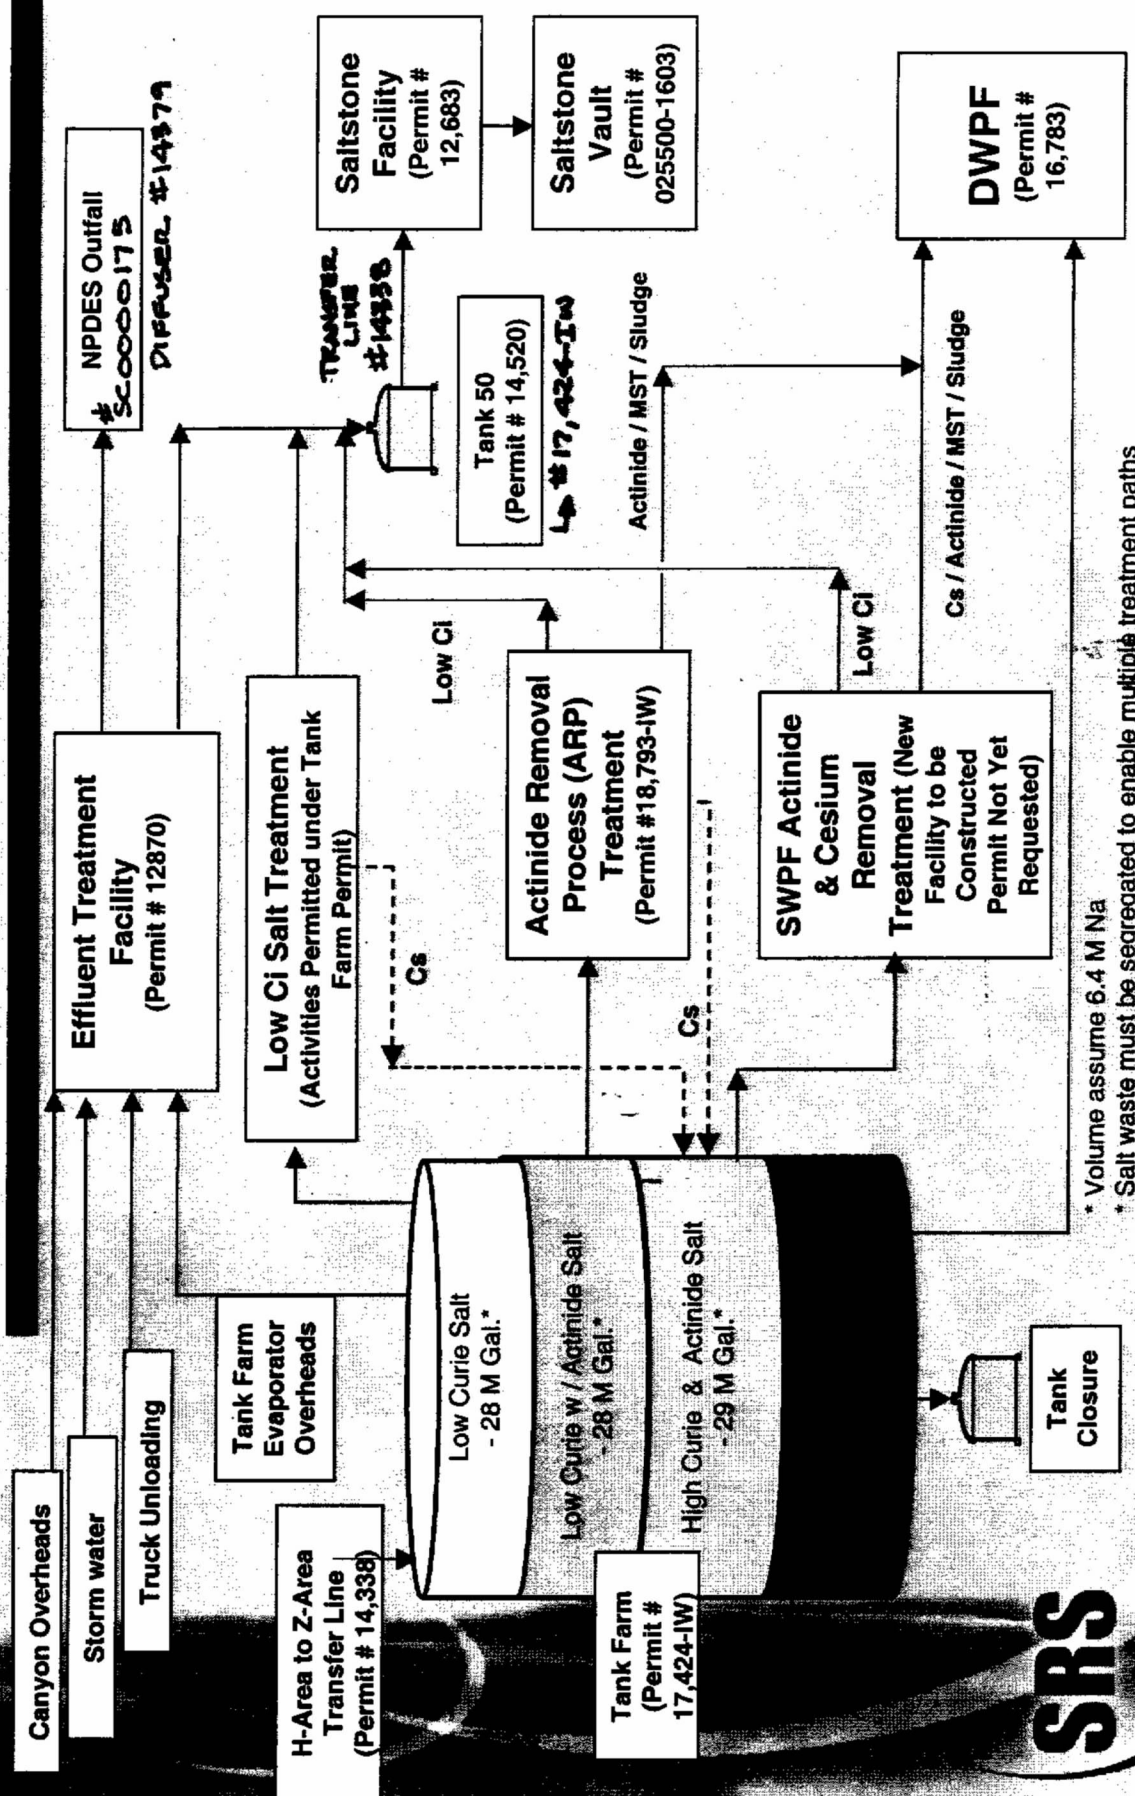 Canyon Overheads
Storm water
Truck Unloading
Tank Farm
Evaporator
Overheads
H-Area to Z-Area
Transfer Line
(Permit # 14,338)
Tank Farm
(Permit #
17,424-IW)
Low Curie Salt
- 28 M Gal.*
Low Curie w / Actinide Salt
- 28 M Gal.*
High Curie & Actinide Salt
- 29 M Gal.*
Tank
Closure
SRS
Effluent Treatment
Facility
(Permit # 12870)
Low Ci Salt Treatment
(Activities Permitted under Tank
Farm Permit)
Cs
Actinide Removal
Process (ARP)
Treatment
(Permit #18,793-IW)
Cs
SWPF Actinide
& Cesium
Removal
Treatment (New
Facility to be
Constructed
Permit Not Yet
Requested)
Low Ci
Low Ci
NPDES Outfall
# SC0000175
DIFFUSER #14379
TRANSFER
LINE
#14338
Tank 50
(Permit # 14,520)
#17,424-IW
Actinide / MST / Sludge
Cs / Actinide / MST / Sludge
Saltstone
Facility
(Permit #
12,683)
Saltstone
Vault
(Permit #
025500-1603)
DWPF
(Permit #
16,783)
* Volume assume 6.4 M Na
* Salt waste must be segregated to enable multiple treatment paths